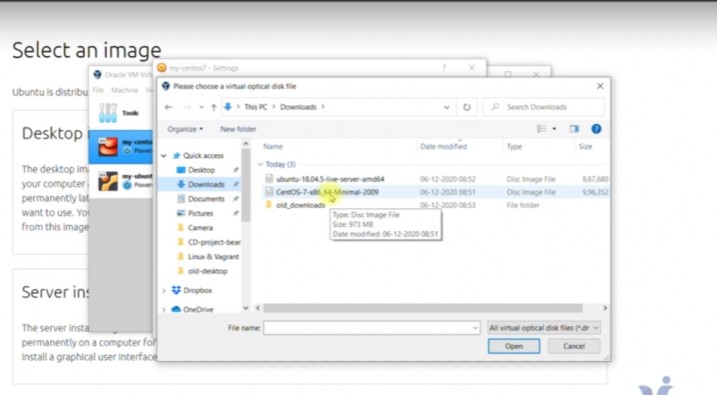 Select an image
Oracle VM Virt
my-centos7 - Settings
?
Please choose a virtual optical disk file
File Machine He
This PC > Downloads >
Search Downloads
Ubuntu is distrib
Tools
Organize
New folder
Name
Date modified
Type
Size
Desktop i
my-cento
Power
Quick access
Today (3)
Desktop
ubuntu-18.04.5-live-server-amd64
06-12-2020 08:52
Disc Image File
9,67,680
The desktop ima
Downloads
CentOS-7-x86_64-Minimal-2009
06-12-2020 08:51
Disc Image File
9,96,352
your computer
my-ubunt
Power
Documents
old_downloads
06-12-2020 08:53
File folder
permanently lat
Pictures
Type: Disc Image File
Size: 973 MB
Date modified: 06-12-2020 08:51
want to use. You
Camera
from this image
CD-project-bear
Linux & Vagrant
old-desktop
Server ins
Dropbox
OneDrive
The server instal
File name:
All virtual optical disk files (*.dr
permanently on a computer for
Open
Cancel
install a graphical user interface